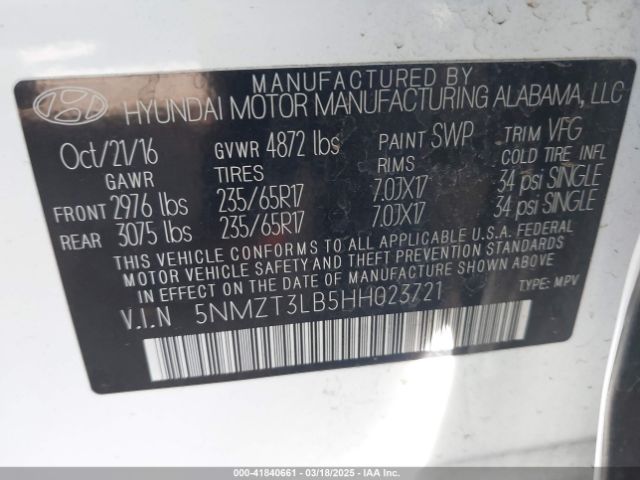 MANUFACTURED BY
HYUNDAI MOTOR MANUFACTURING ALABAMA, LLC
Oct/21/16 GVWR 4872 lbs PAINT SWP TRIM VFG
GAWR TIRES RIMS COLD TIRE INFL
FRONT 2976 lbs 235/65R17 7.0JX17 34 psi SINGLE
REAR 3075 lbs 235/65R17 7.0JX17 34 psi SINGLE
THIS VEHICLE CONFORMS TO ALL APPLICABLE U.S.A. FEDERAL
MOTOR VEHICLE SAFETY AND THEFT PREVENTION STANDARDS
IN EFFECT ON THE DATE OF MANUFACTURE SHOWN ABOVE.
V.I.N 5NMZT3LB5HH023721 TYPE: MPV
000-41840661 - 03/18/2025 - IAAI.COM